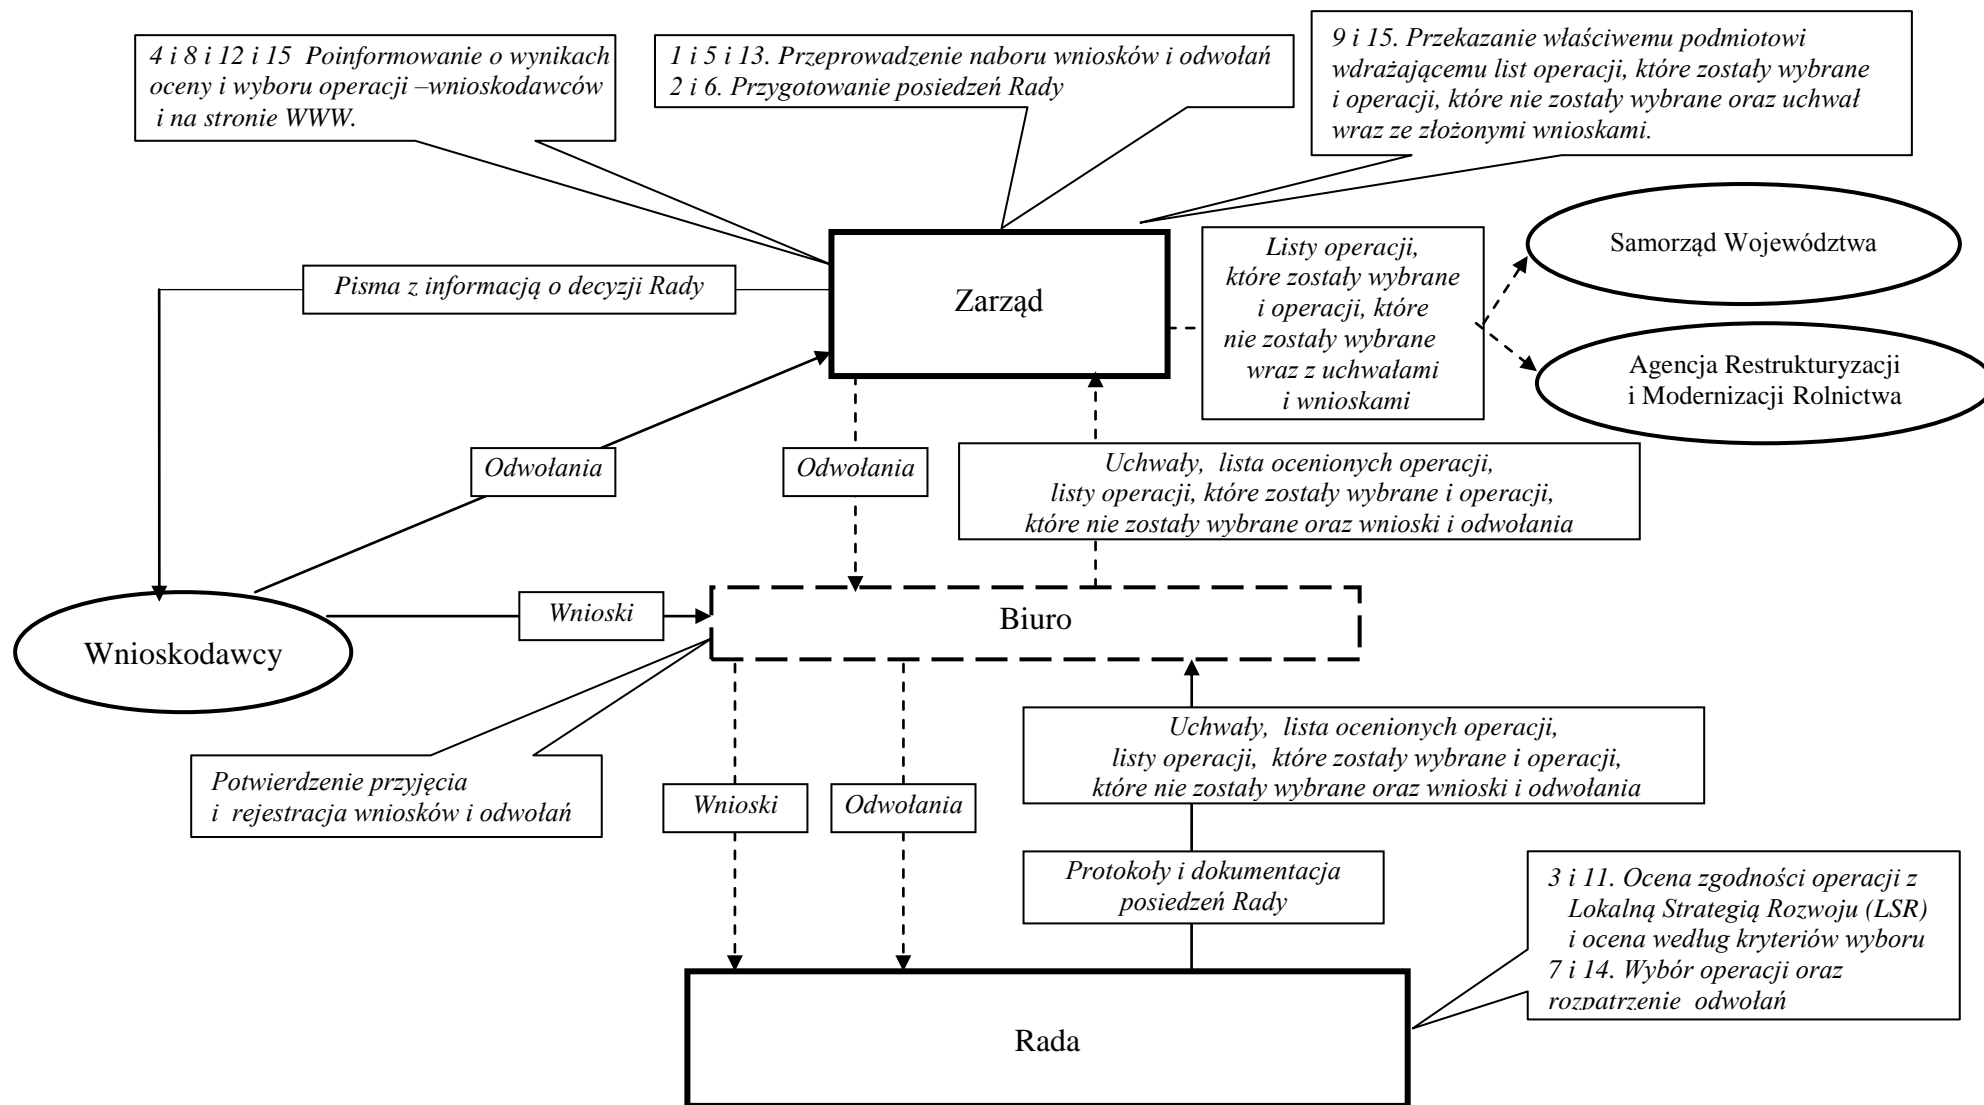 4 i 8 i 12 i 15  Poinformowanie o wynikach
oceny i wyboru operacji –wnioskodawców
i na stronie WWW.
1 i 5 i 13. Przeprowadzenie naboru wniosków i odwołań
2 i 6. Przygotowanie posiedzeń Rady
9 i 15. Przekazanie właściwemu podmiotowi
wdrażającemu list operacji, które zostały wybrane
i operacji, które nie zostały wybrane oraz uchwał
wraz ze złożonymi wnioskami.
Pisma z informacją o decyzji Rady
Zarząd
Listy operacji,
które zostały wybrane
i operacji, które
nie zostały wybrane
wraz z uchwałami
i wnioskami
Samorząd Województwa
Agencja Restrukturyzacji
i Modernizacji Rolnictwa
Odwołania
Odwołania
Uchwały,  lista ocenionych operacji,
listy operacji, które zostały wybrane i operacji,
które nie zostały wybrane oraz wnioski i odwołania
Wnioskodawcy
Wnioski
Biuro
Potwierdzenie przyjęcia
i  rejestracja wniosków i odwołań
Wnioski
Odwołania
Uchwały,  lista ocenionych operacji,
listy operacji,  które zostały wybrane i operacji,
które nie zostały wybrane oraz wnioski i odwołania
Protokoły i dokumentacja
posiedzeń Rady
3 i 11. Ocena zgodności operacji z
Lokalną Strategią Rozwoju (LSR)
i ocena według kryteriów wyboru
7 i 14. Wybór operacji oraz
rozpatrzenie  odwołań
Rada